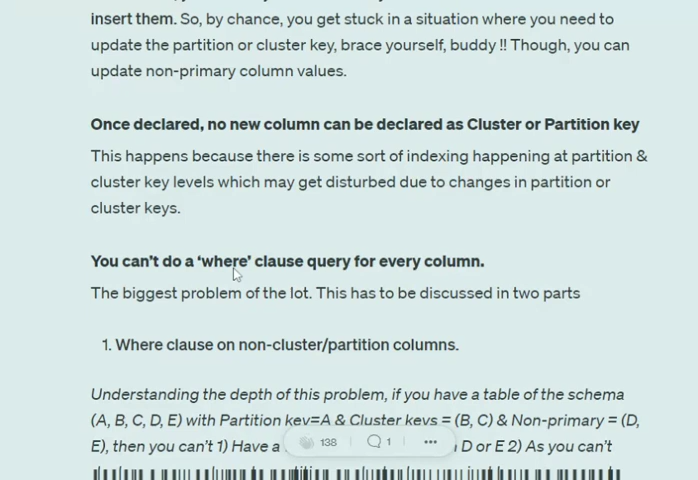 insert them. So, by chance, you get stuck in a situation where you need to
update the partition or cluster key, brace yourself, buddy !! Though, you can
update non-primary column values.
Once declared, no new column can be declared as Cluster or Partition key
This happens because there is some sort of indexing happening at partition &
cluster key levels which may get disturbed due to changes in partition or
cluster keys.
You can't do a ‘where’ clause query for every column.
The biggest problem of the lot. This has to be discussed in two parts
1. Where clause on non-cluster/partition columns.
Understanding the depth of this problem, if you have a table of the schema
(A, B, C, D, E) with Partition key=A & Cluster keys = (B, C) & Non-primary = (D,
E), then you can't 1) Have a D or E 2) As you can't
138 1